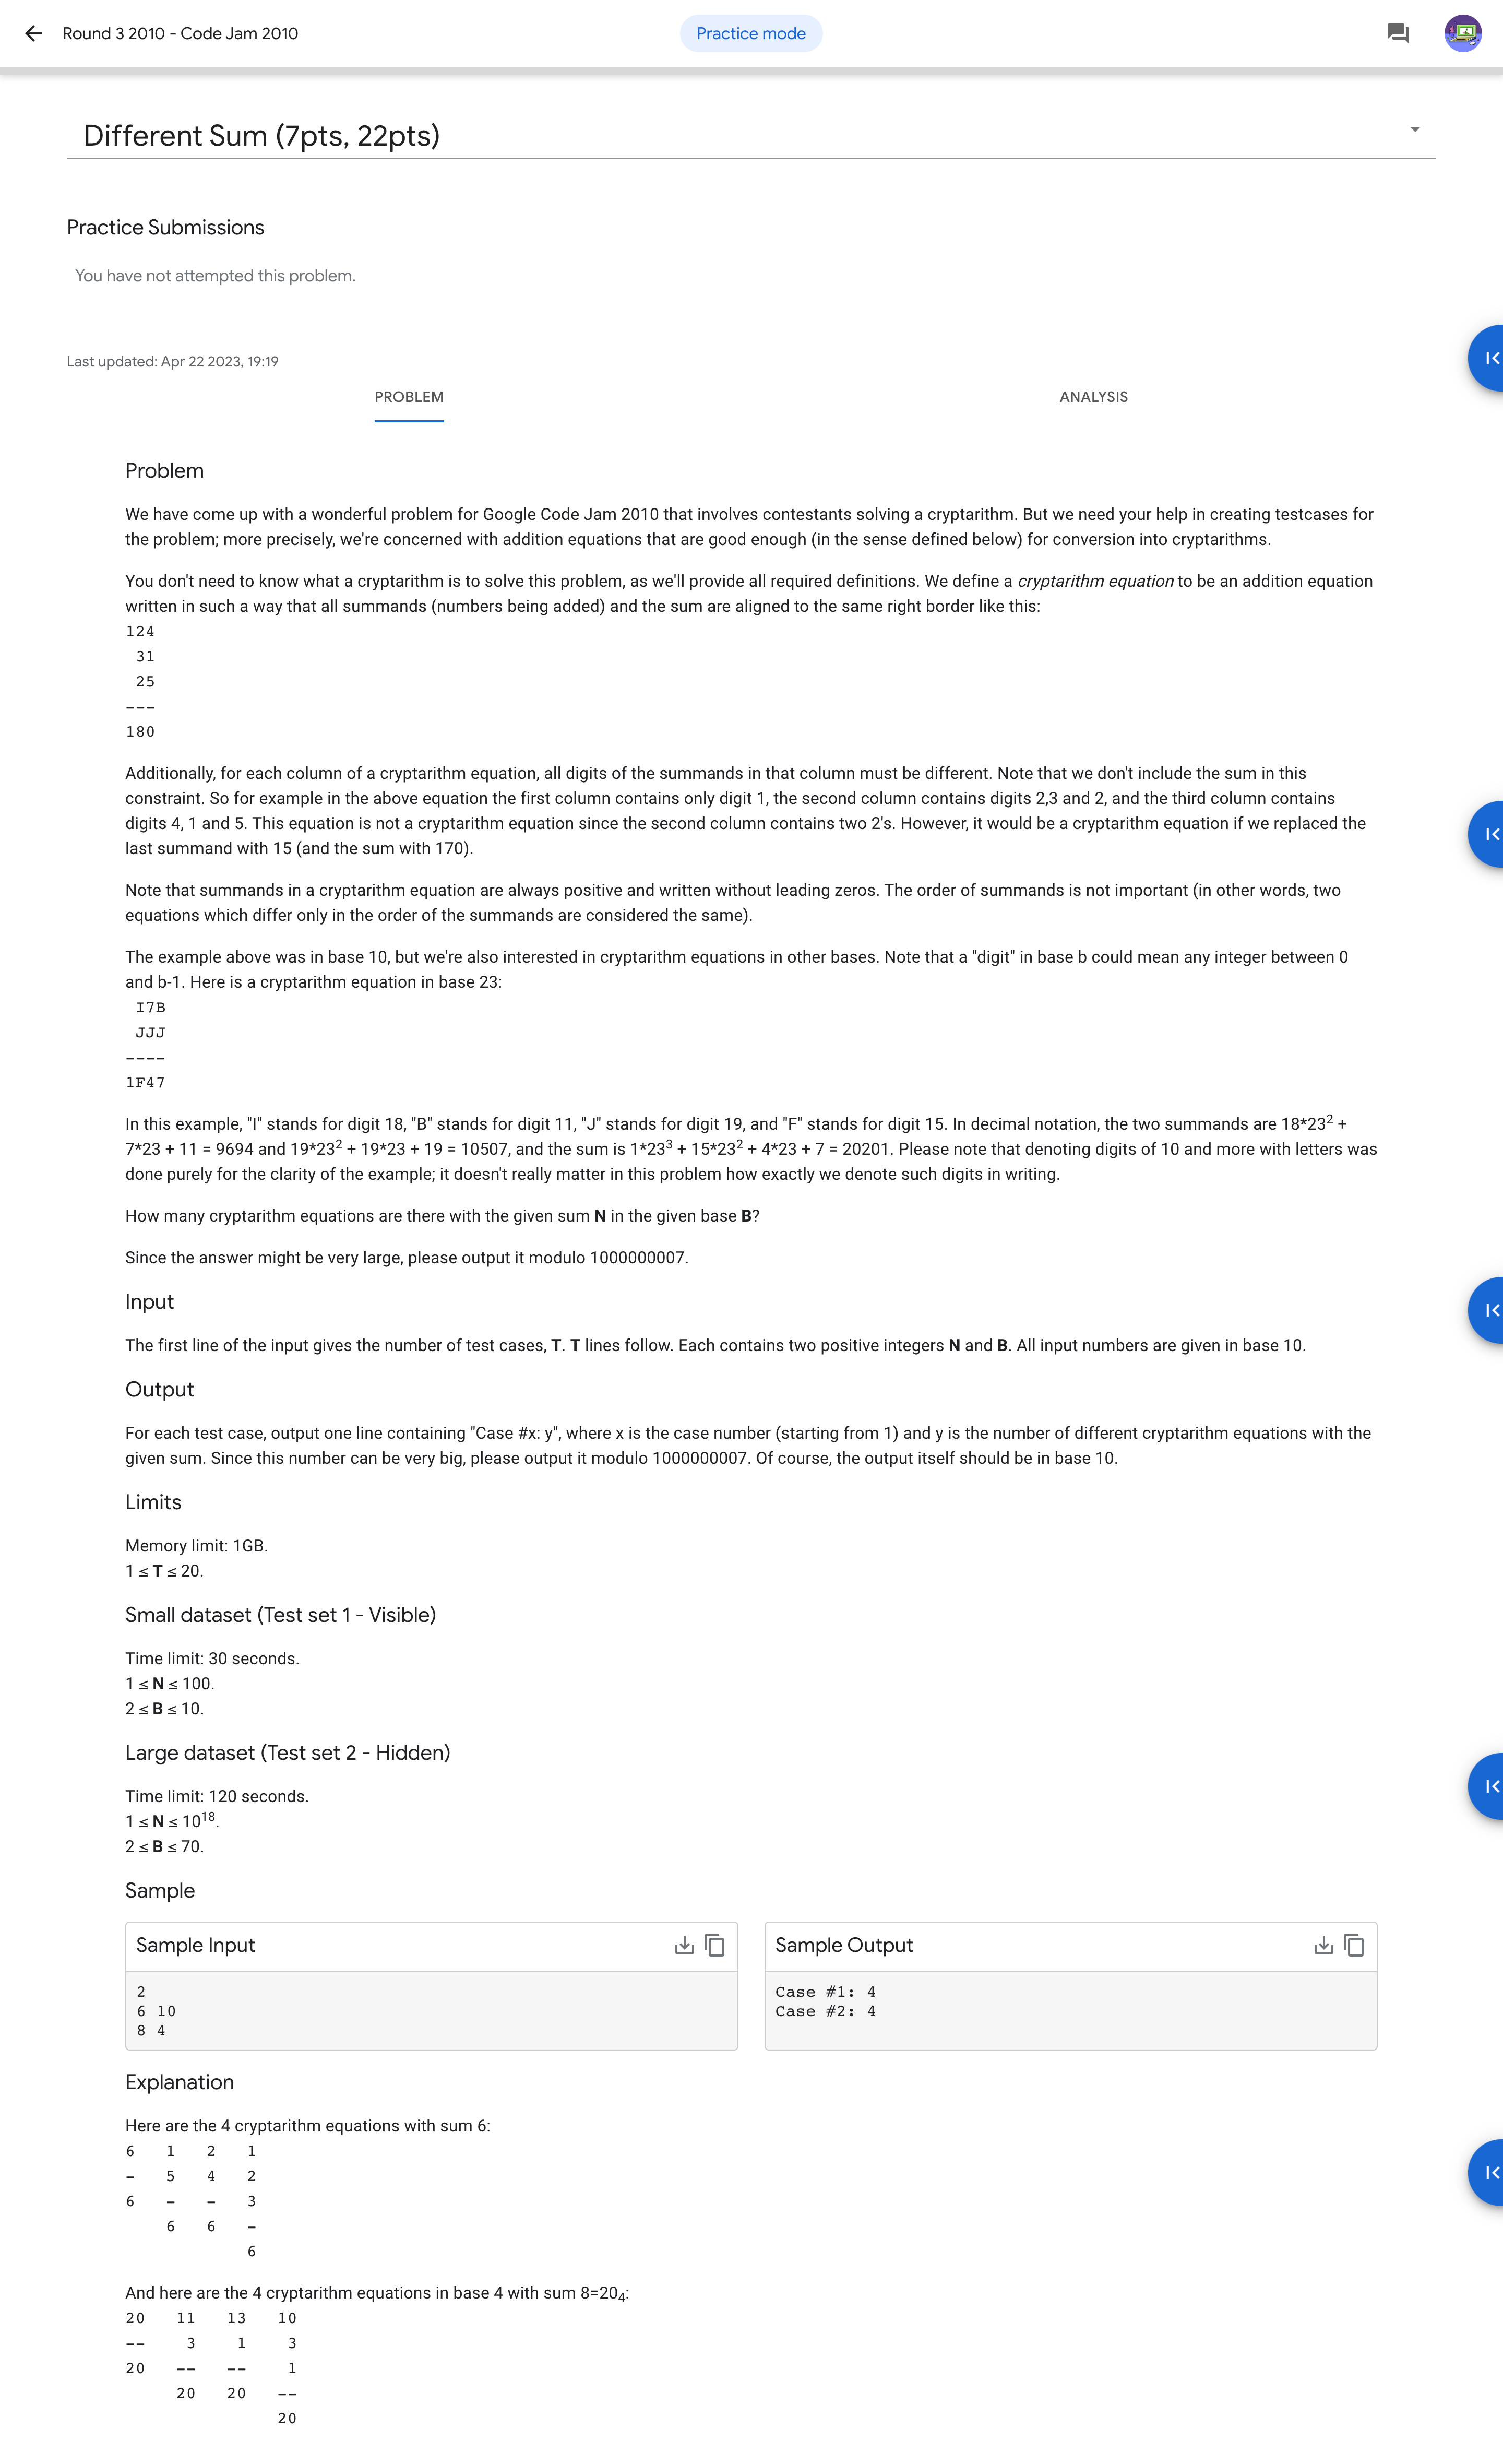 Round 3 2010 - Code Jam 2010
Practice mode
Different Sum (7pts, 22pts)
Practice Submissions
You have not attempted this problem.
Last updated: Apr 22 2023, 19:19
PROBLEM
ANALYSIS
Problem
We have come up with a wonderful problem for Google Code Jam 2010 that involves contestants solving a cryptarithm. But we need your help in creating testcases for
the problem; more precisely, we're concerned with addition equations that are good enough (in the sense defined below) for conversion into cryptarithms.
You don't need to know what a cryptarithm is to solve this problem, as we'll provide all required definitions. We define a cryptarithm equation to be an addition equation
written in such a way that all summands (numbers being added) and the sum are aligned to the same right border like this:
124
 31
 25
---
180
Additionally, for each column of a cryptarithm equation, all digits of the summands in that column must be different. Note that we don't include the sum in this
constraint. So for example in the above equation the first column contains only digit 1, the second column contains digits 2,3 and 2, and the third column contains
digits 4, 1 and 5. This equation is not a cryptarithm equation since the second column contains two 2's. However, it would be a cryptarithm equation if we replaced the
last summand with 15 (and the sum with 170).
Note that summands in a cryptarithm equation are always positive and written without leading zeros. The order of summands is not important (in other words, two
equations which differ only in the order of the summands are considered the same).
The example above was in base 10, but we're also interested in cryptarithm equations in other bases. Note that a "digit" in base b could mean any integer between 0
and b-1. Here is a cryptarithm equation in base 23:
 I7B
 JJJ
----
1F47
In this example, "I" stands for digit 18, "B" stands for digit 11, "J" stands for digit 19, and "F" stands for digit 15. In decimal notation, the two summands are 18*23² +
7*23 + 11 = 9694 and 19*23² + 19*23 + 19 = 10507, and the sum is 1*23³ + 15*23² + 4*23 + 7 = 20201. Please note that denoting digits of 10 and more with letters was
done purely for the clarity of the example; it doesn't really matter in this problem how exactly we denote such digits in writing.
How many cryptarithm equations are there with the given sum N in the given base B?
Since the answer might be very large, please output it modulo 1000000007.
Input
The first line of the input gives the number of test cases, T. T lines follow. Each contains two positive integers N and B. All input numbers are given in base 10.
Output
For each test case, output one line containing "Case #x: y", where x is the case number (starting from 1) and y is the number of different cryptarithm equations with the
given sum. Since this number can be very big, please output it modulo 1000000007. Of course, the output itself should be in base 10.
Limits
Memory limit: 1GB.
1 ≤ T ≤ 20.
Small dataset (Test set 1 - Visible)
Time limit: 30 seconds.
1 ≤ N ≤ 100.
2 ≤ B ≤ 10.
Large dataset (Test set 2 - Hidden)
Time limit: 120 seconds.
1 ≤ N ≤ 10¹⁸.
2 ≤ B ≤ 70.
Sample
Sample Input
2
6 10
8 4
Sample Output
Case #1: 4
Case #2: 4
Explanation
Here are the 4 cryptarithm equations with sum 6:
6 1 2 1
- 5 4 2
6 - - 3
  6 6 -
      6
And here are the 4 cryptarithm equations in base 4 with sum 8=20₄:
20 11 13 10
--  3  1  3
20 -- --  1
   20 20 --
         20